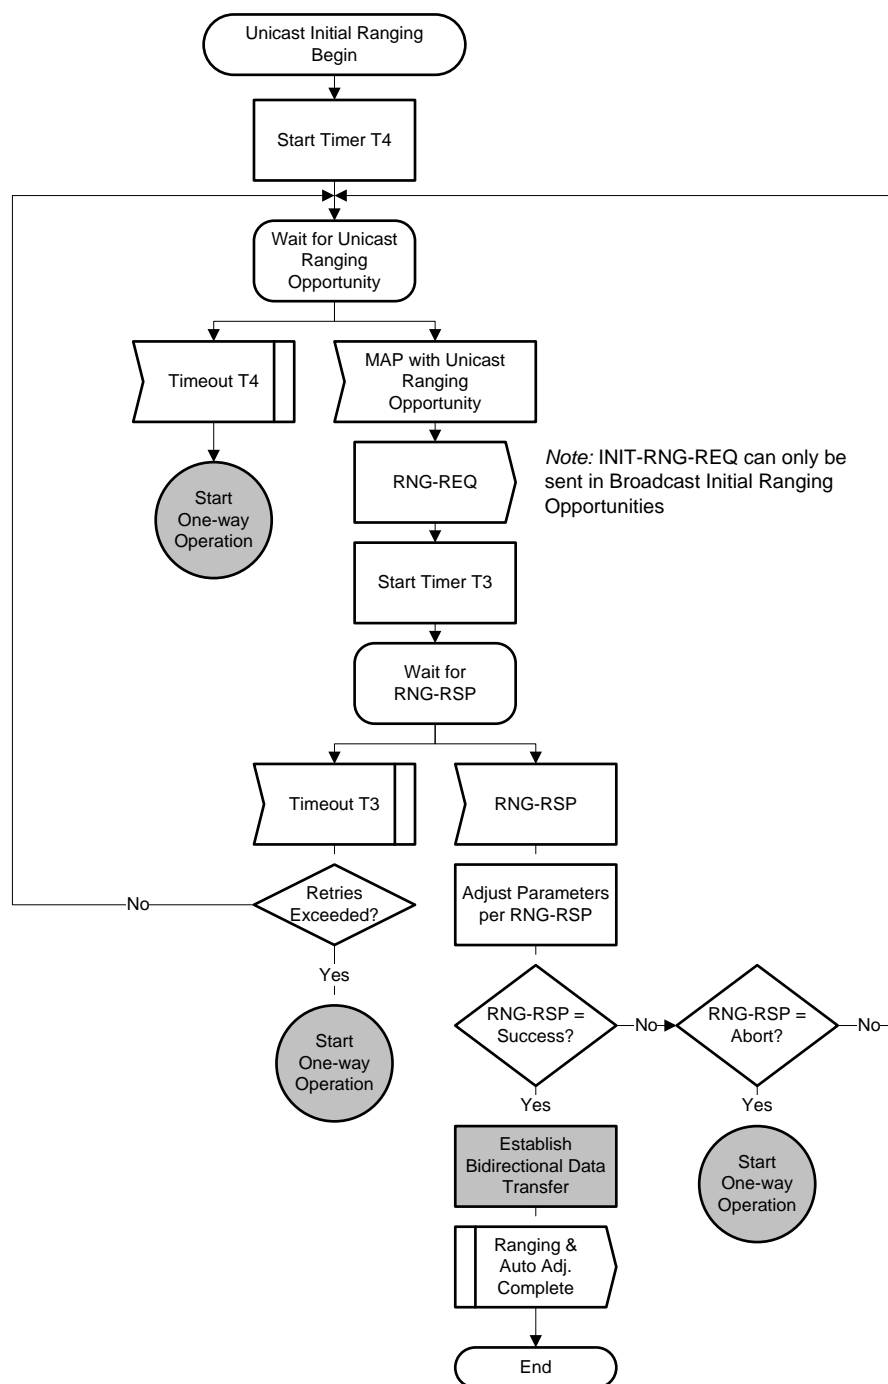 Unicast Initial Ranging
Begin
Start Timer T4
Wait for Unicast
Ranging
Opportunity
Timeout T4
MAP with Unicast
Ranging
Opportunity
Start
One-way
Operation
RNG-REQ
Note: INIT-RNG-REQ can only be
sent in Broadcast Initial Ranging
Opportunities
Start Timer T3
Wait for
RNG-RSP
Timeout T3
RNG-RSP
No
Retries
Exceeded?
Adjust Parameters
per RNG-RSP
Yes
Start
One-way
Operation
RNG-RSP =
Success?
No
RNG-RSP =
Abort?
No
Yes
Yes
Establish
Bidirectional Data
Transfer
Start
One-way
Operation
Ranging &
Auto Adj.
Complete
End